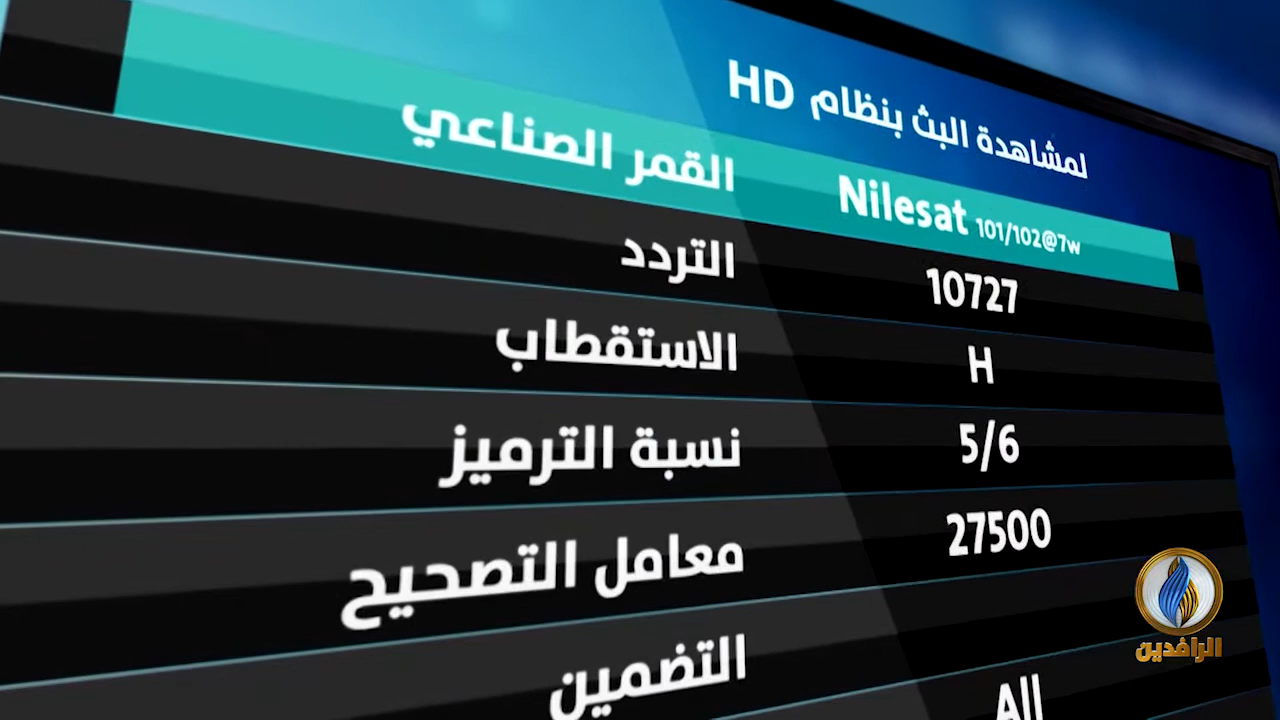 لمشاهدة البث بنظام HD
القمر الصناعي Nilesat 101/102@7w
التردد 10727
الاستقطاب H
نسبة الترميز 5/6
معامل التصحيح 27500
التضمين All
الرافدين